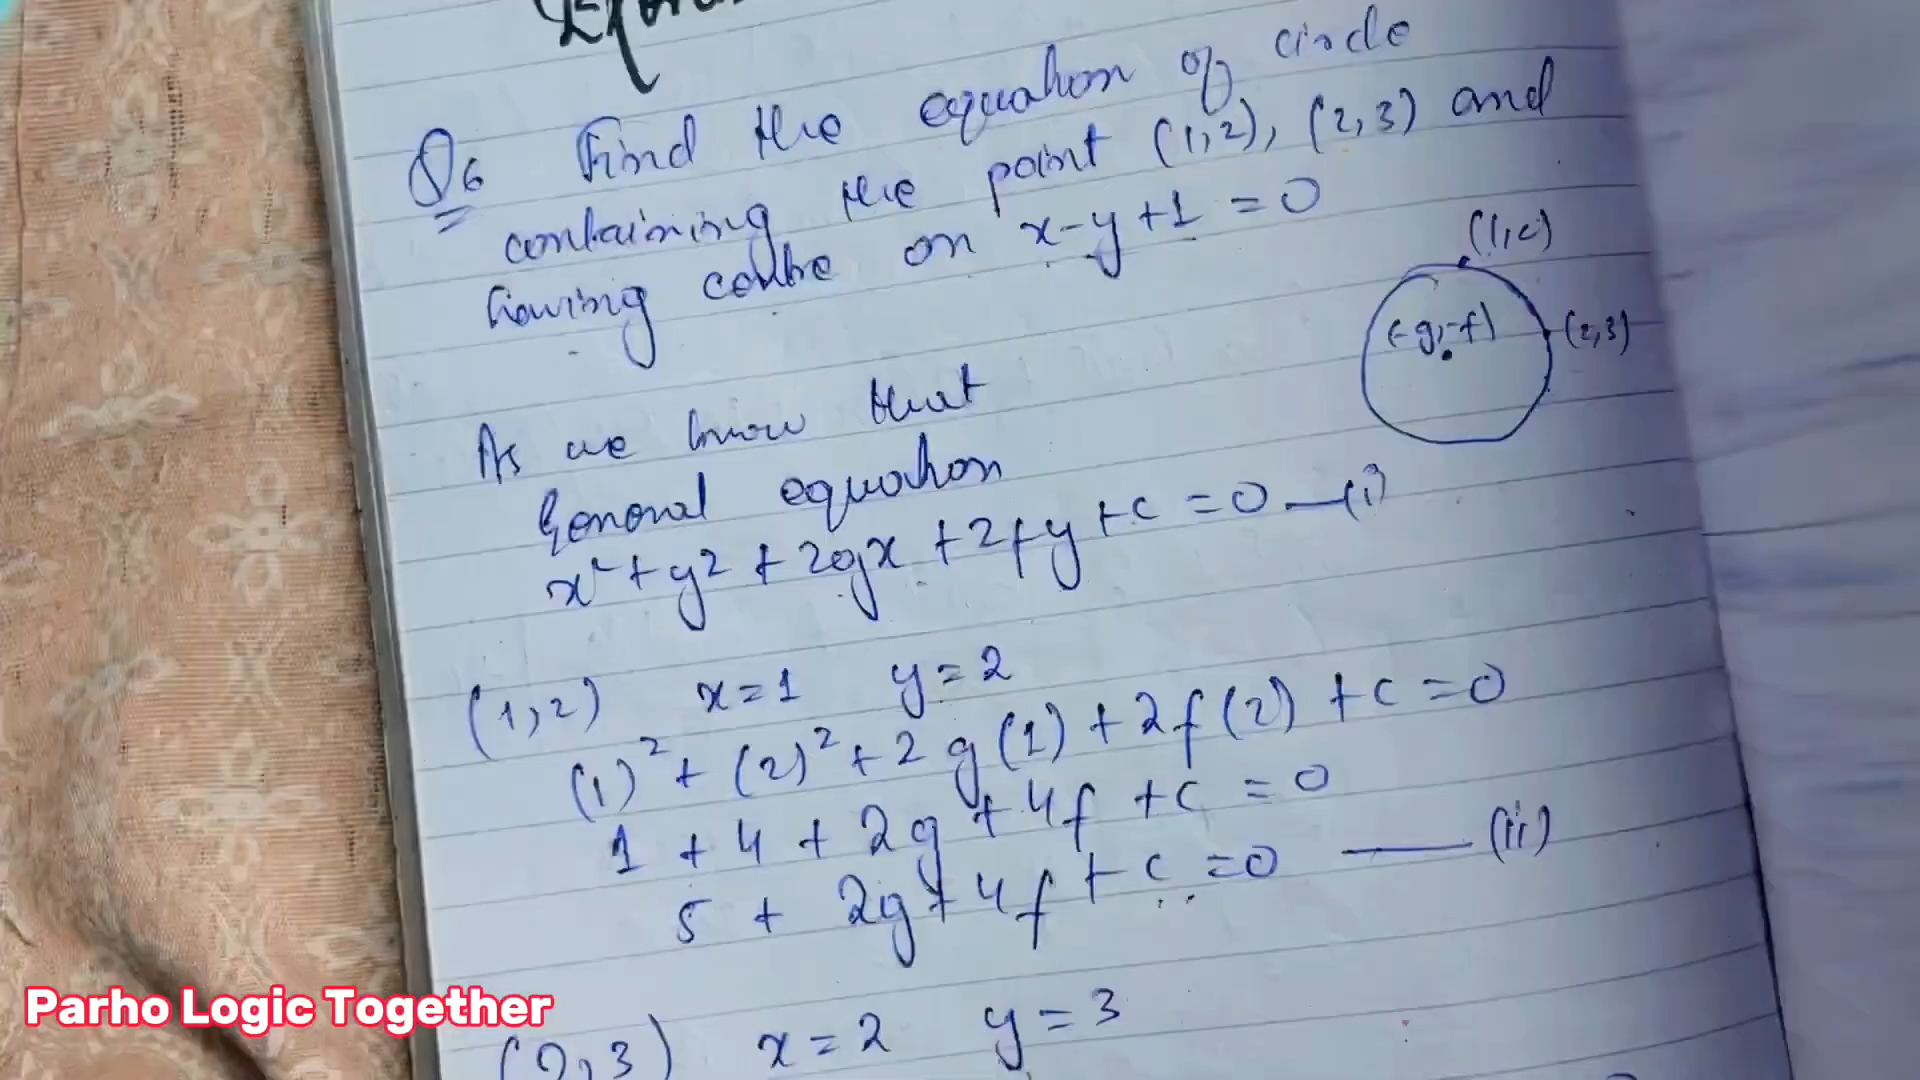 Q6 Find the equation of circle
containing the point (1,2), (2,3) and
having centre on x-y+1=0
(1,2)
(-g,-f)
(2,3)
As we know that
General equation
x²+y2+2gx+2fy+c=0—(i)
(1,2) x=1 y=2
(1)²+(2)²+2g(1)+2f(2)+c=0
1+4+2g+4f+c=0
5+2g+4f+c=0 —(ii)
(2,3) x=2 y=3
Parho Logic Together